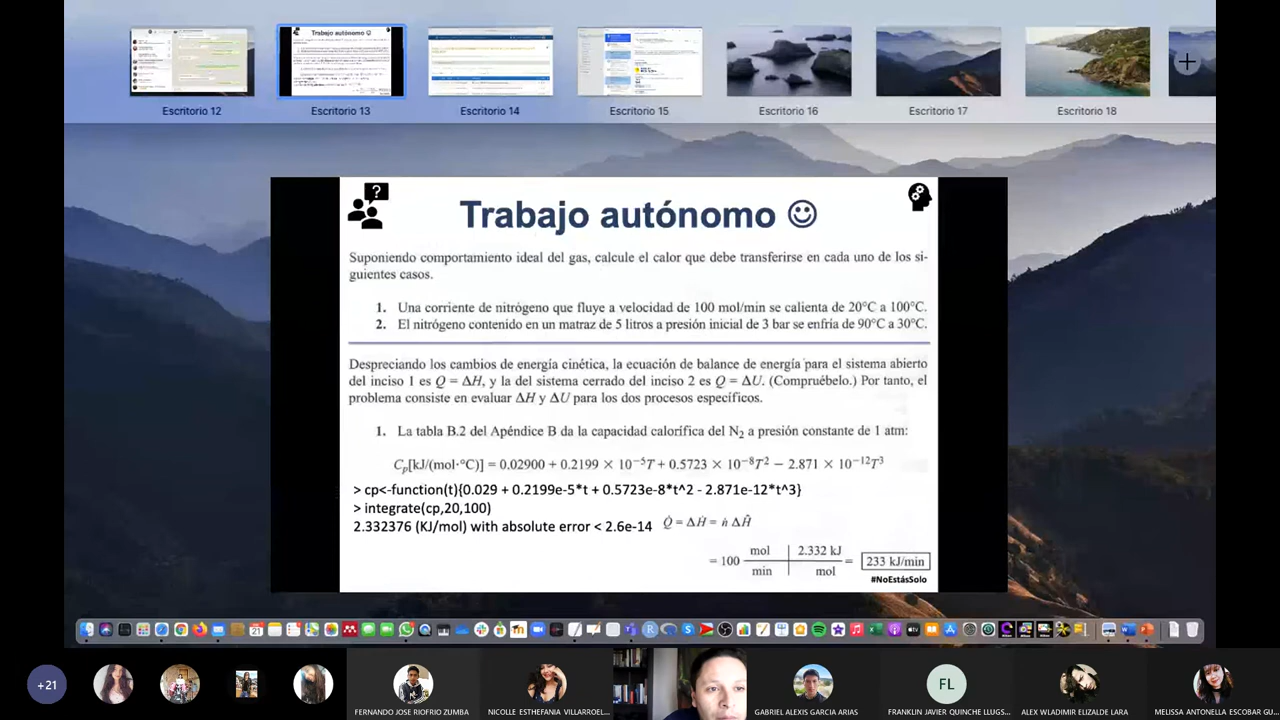 Escritorio 12
Escritorio 13
Escritorio 14
Escritorio 15
Escritorio 16
Escritorio 17
Escritorio 18
Trabajo autónomo ☺
Suponiendo comportamiento ideal del gas, calcule el calor que debe transferirse en cada uno de los si-
guientes casos.
1. Una corriente de nitrógeno que fluye a velocidad de 100 mol/min se calienta de 20°C a 100°C.
2. El nitrógeno contenido en un matraz de 5 litros a presión inicial de 3 bar se enfría de 90°C a 30°C.
Despreciando los cambios de energía cinética, la ecuación de balance de energía para el sistema abierto
del inciso 1 es Q = ΔH, y la del sistema cerrado del inciso 2 es Q = ΔU. (Compruébelo.) Por tanto, el
problema consiste en evaluar ΔH y ΔU para los dos procesos específicos.
1. La tabla B.2 del Apéndice B da la capacidad calorífica del N₂ a presión constante de 1 atm:
Cₚ[kJ/(mol·°C)] = 0.02900 + 0.2199 × 10⁻⁵T + 0.5723 × 10⁻⁸T² − 2.871 × 10⁻¹²T³
> cp<-function(t){0.029 + 0.2199e-5*t + 0.5723e-8*t^2 - 2.871e-12*t^3}
> integrate(cp,20,100)
2.332376 (KJ/mol) with absolute error < 2.6e-14
Q̇ = ΔḢ = ṅ ΔĤ
= 100 mol | 2.332 kJ = 233 kJ/min
min | mol
#NoEstásSolo
+21
FERNANDO JOSE RIOFRIO ZUMBA
NICOLLE ESTHEFANIA VILLARROEL...
GABRIEL ALEXIS GARCIA ARIAS
FL
FRANKLIN JAVIER QUINCHE LLUGS...
ALEX WLADIMIR ELIZALDE LARA
MELISSA ANTONELLA ESCOBAR GU...